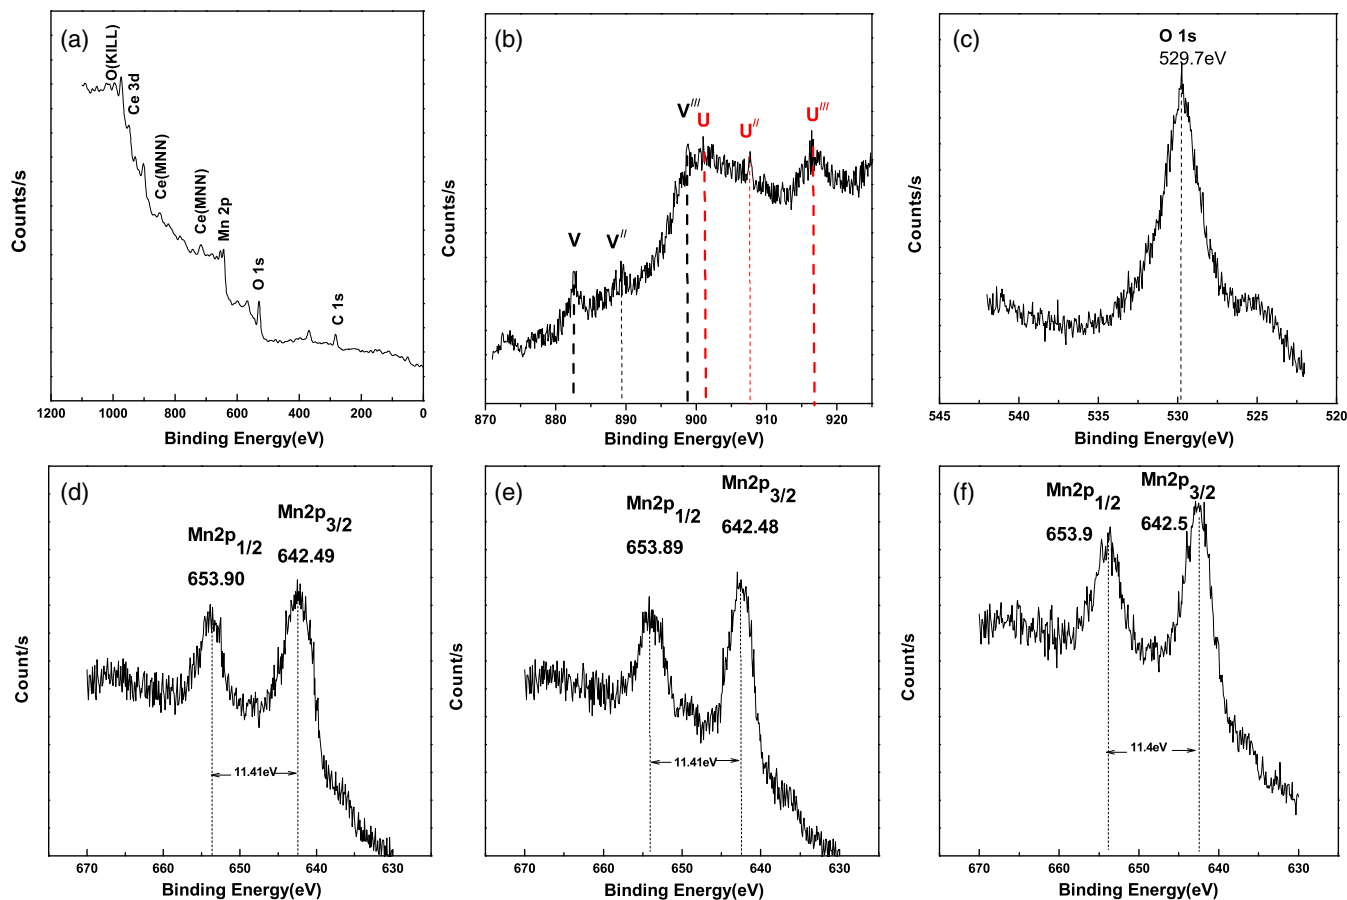 (a)
O(KILL)
Ce 3d
Ce(MNN)
Ce(MNN)
Mn 2p
O 1s
C 1s
Counts/s
1200 1000 800 600 400 200 0
Binding Energy(eV)
(b)
V
V//
V///
U
U//
U///
Counts/s
870 880 890 900 910 920
Binding Energy(eV)
(c)
O 1s
529.7eV
Counts/s
545 540 535 530 525 520
Binding Energy(eV)
(d)
Mn2p1/2
653.90
Mn2p3/2
642.49
11.41eV
Count/s
670 660 650 640 630
Binding Energy(eV)
(e)
Mn2p1/2
653.89
Mn2p3/2
642.48
11.41eV
Count/s
670 660 650 640 630
Binding Energy(eV)
(f)
Mn2p1/2
653.9
Mn2p3/2
642.5
11.4eV
Count/s
670 660 650 640 630
Binding Energy(eV)